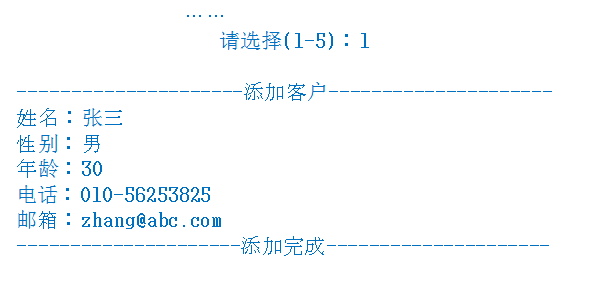 ……
请选择(1-5)：1
---------------------添加客户---------------------
姓名：张三
性别：男
年龄：30
电话：010-56253825
邮箱：zhang@abc.com
---------------------添加完成---------------------